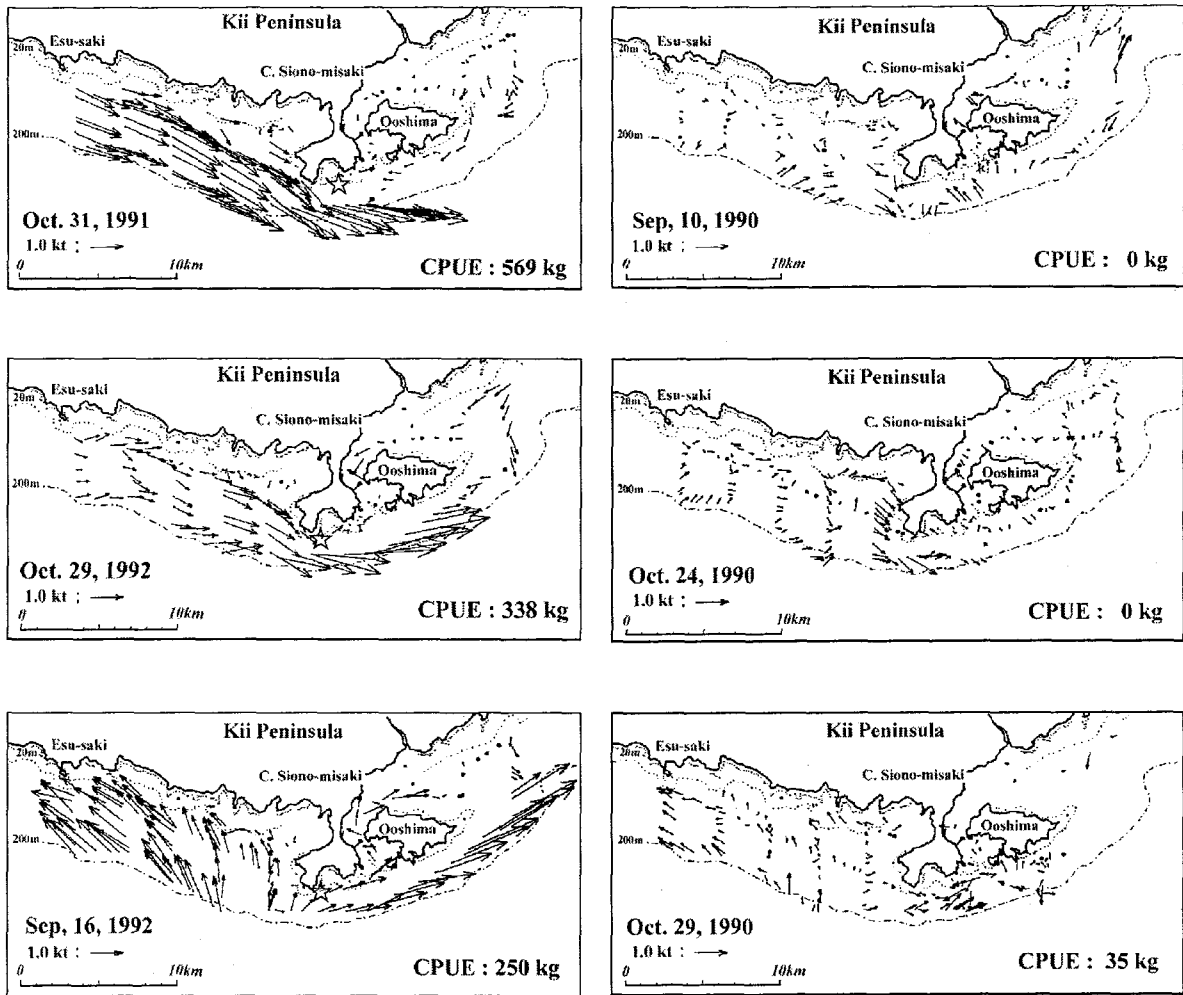 Kii Peninsula
Esu-saki
20m
C. Siono-misaki
Ooshima
200m
Oct. 31, 1991
1.0 kt :
0 10km
CPUE : 569 kg
Kii Peninsula
Esu-saki
20m
C. Siono-misaki
Ooshima
200m
Sep, 10, 1990
1.0 kt :
0 10km
CPUE : 0 kg
Kii Peninsula
Esu-saki
20m
C. Siono-misaki
Ooshima
200m
Oct. 29, 1992
1.0 kt :
0 10km
CPUE : 338 kg
Kii Peninsula
Esu-saki
20m
C. Siono-misaki
Ooshima
200m
Oct. 24, 1990
1.0 kt :
0 10km
CPUE : 0 kg
Kii Peninsula
Esu-saki
20m
C. Siono-misaki
Ooshima
200m
Sep, 16, 1992
1.0 kt :
0 10km
CPUE : 250 kg
Kii Peninsula
Esu-saki
20m
C. Siono-misaki
Ooshima
200m
Oct. 29, 1990
1.0 kt :
0 10km
CPUE : 35 kg